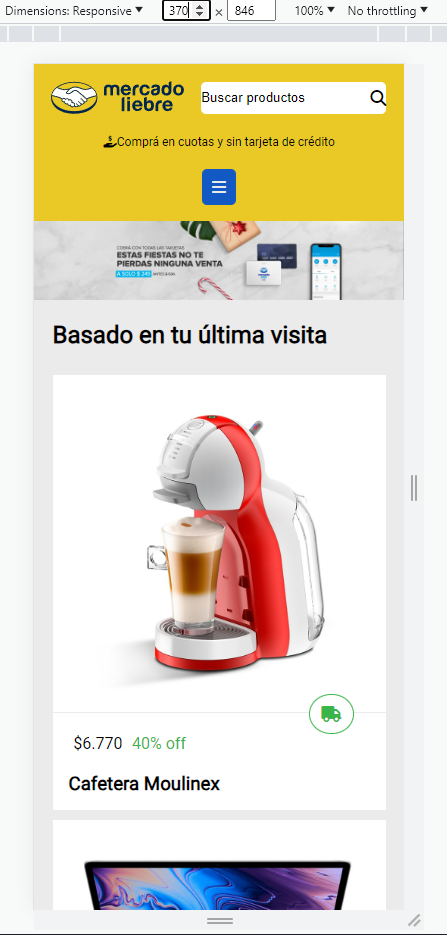 Dimensions: Responsive 370 × 846 100% No throttling
mercado
liebre
Buscar productos
Comprá en cuotas y sin tarjeta de crédito
COBRÁ CON TODAS LAS TARJETAS
ESTAS FIESTAS NO TE
PIERDAS NINGUNA VENTA
A SOLO $ 349
Basado en tu última visita
$6.770 40% off
Cafetera Moulinex